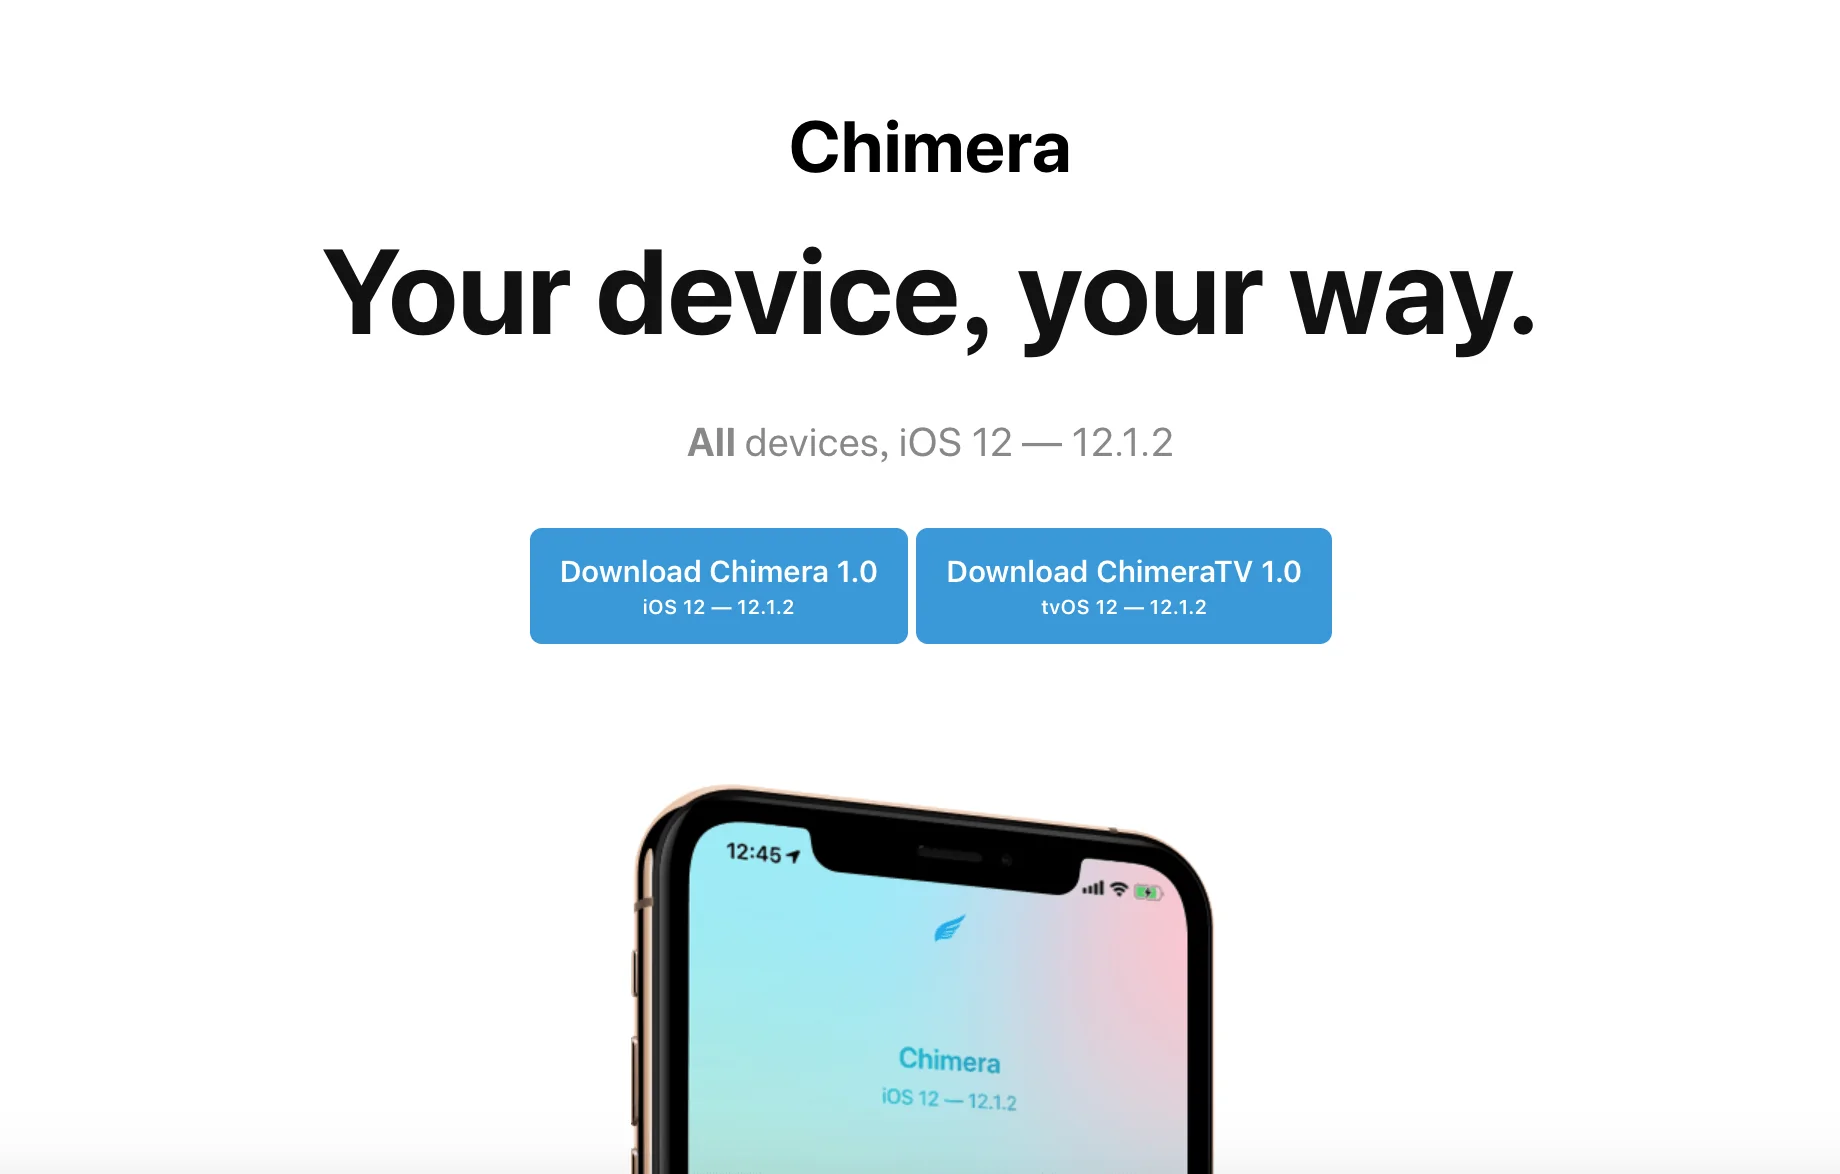 Chimera
Your device, your way.
All devices, iOS 12 — 12.1.2
Download Chimera 1.0
iOS 12 — 12.1.2
Download ChimeraTV 1.0
tvOS 12 — 12.1.2
12:45
Chimera
iOS 12 — 12.1.2